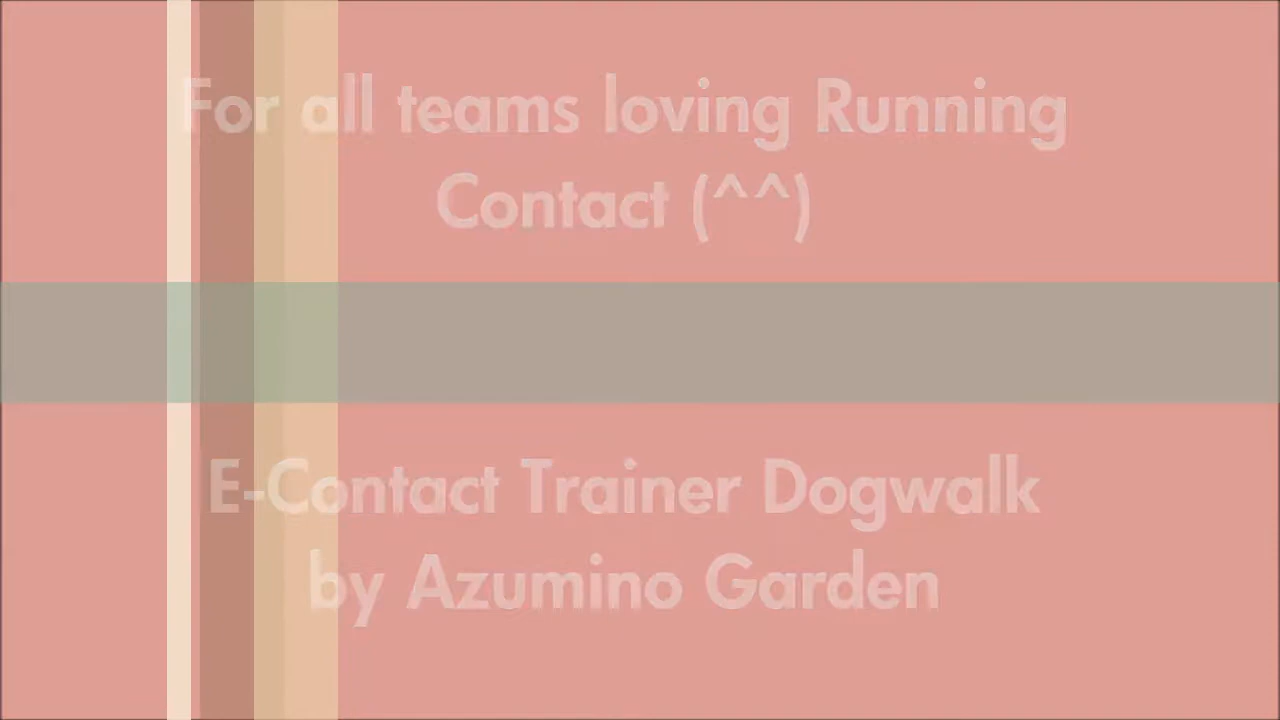 For all teams loving Running
Contact (^^)
E-Contact Trainer Dogwalk
by Azumino Garden